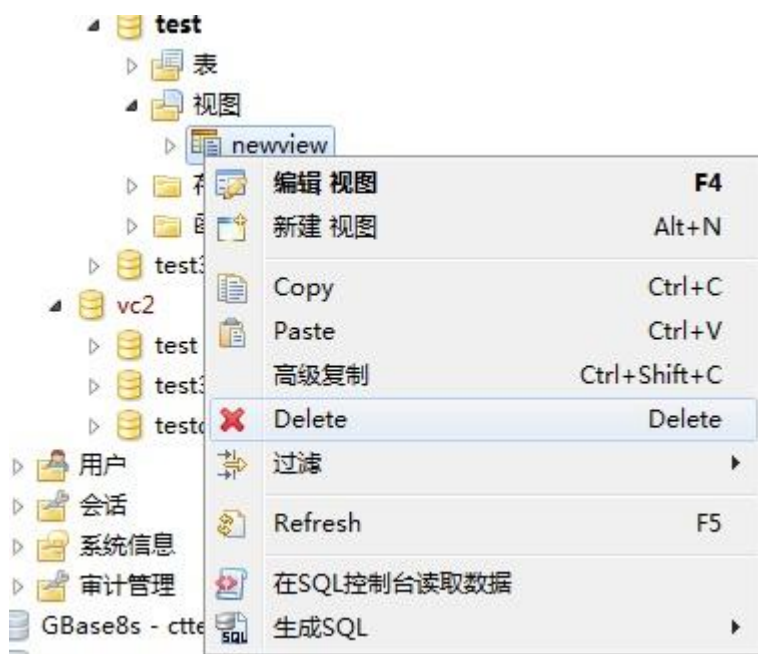 test
表
视图
newview
编辑 视图 F4
新建 视图 Alt+N
test3
Copy Ctrl+C
vc2
Paste Ctrl+V
test
高级复制 Ctrl+Shift+C
test3
Delete Delete
用户
过滤
会话
Refresh F5
系统信息
审计管理
在SQL控制台读取数据
GBase8s - ctte
生成SQL